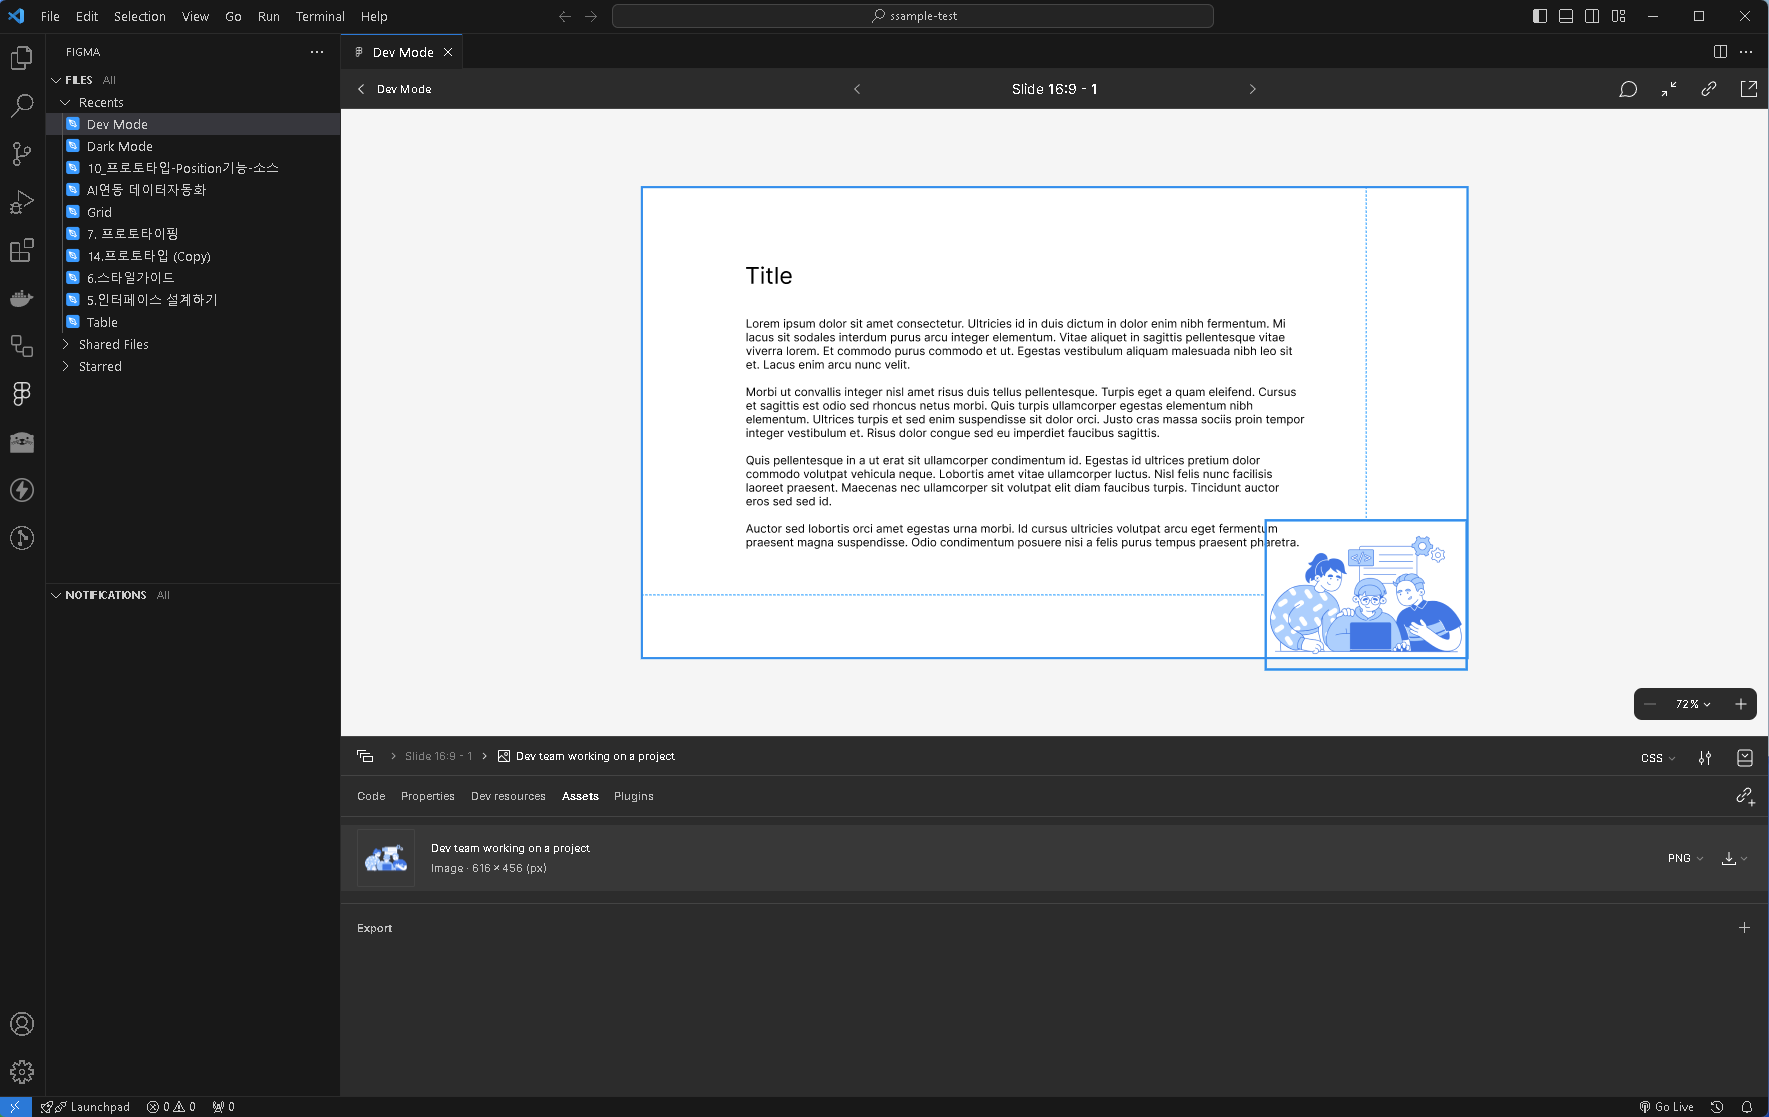 File Edit Selection View Go Run Terminal Help
ssample-test
FIGMA
FILES All
Recents
Dev Mode
Dark Mode
10_프로토타입-Position기능-소스
AI연동 데이터자동화
Grid
7. 프로토타이핑
14.프로토타입 (Copy)
6.스타일가이드
5.인터페이스 설계하기
Table
Shared Files
Starred
NOTIFICATIONS All
Dev Mode
Dev Mode
Slide 16:9 - 1
Title
Lorem ipsum dolor sit amet consectetur. Ultricies id in duis dictum in dolor enim nibh fermentum. Mi
lacus sit sodales interdum purus arcu integer elementum. Vitae aliquet in sagittis pellentesque vitae
viverra lorem. Et commodo purus commodo et ut. Egestas vestibulum aliquam malesuada nibh leo sit
et. Lacus enim arcu nunc velit.
Morbi ut convallis integer nisl amet risus duis tellus pellentesque. Turpis eget a quam eleifend. Cursus
et sagittis est odio sed rhoncus netus morbi. Quis turpis ullamcorper egestas elementum nibh
elementum. Ultrices turpis et sed enim suspendisse sit dolor orci. Justo cras massa sociis proin tempor
integer vestibulum et. Risus dolor congue sed eu imperdiet faucibus sagittis.
Quis pellentesque in a ut erat sit ullamcorper condimentum id. Egestas id ultrices pretium dolor
commodo volutpat vehicula neque. Lobortis amet vitae ullamcorper luctus. Nisl felis nunc facilisis
laoreet praesent. Maecenas nec ullamcorper sit volutpat elit diam faucibus turpis. Tincidunt auctor
eros sed sed id.
Auctor sed lobortis orci amet egestas urna morbi. Id cursus ultricies volutpat arcu eget fermentum
praesent magna suspendisse. Odio condimentum posuere nisi a felis purus tempus praesent pharetra.
</>
72%
Slide 16:9 - 1 Dev team working on a project
CSS
Code Properties Dev resources Assets Plugins
Dev team working on a project
Image · 616 × 456 (px)
PNG
Export
Launchpad 0 0 0
Go Live